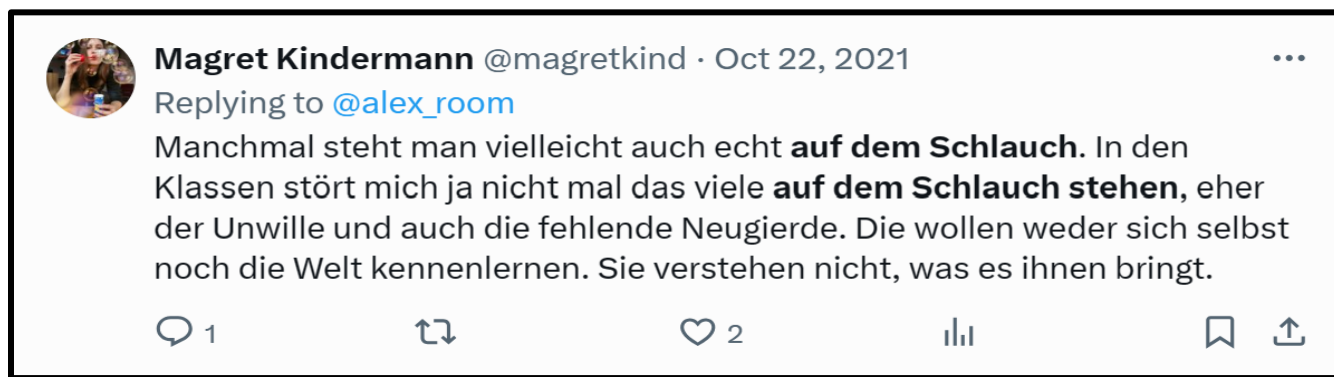 Magret Kindermann @magretkind · Oct 22, 2021
Replying to @alex_room
Manchmal steht man vielleicht auch echt auf dem Schlauch. In den
Klassen stört mich ja nicht mal das viele auf dem Schlauch stehen, eher
der Unwille und auch die fehlende Neugierde. Die wollen weder sich selbst
noch die Welt kennenlernen. Sie verstehen nicht, was es ihnen bringt.
1 2